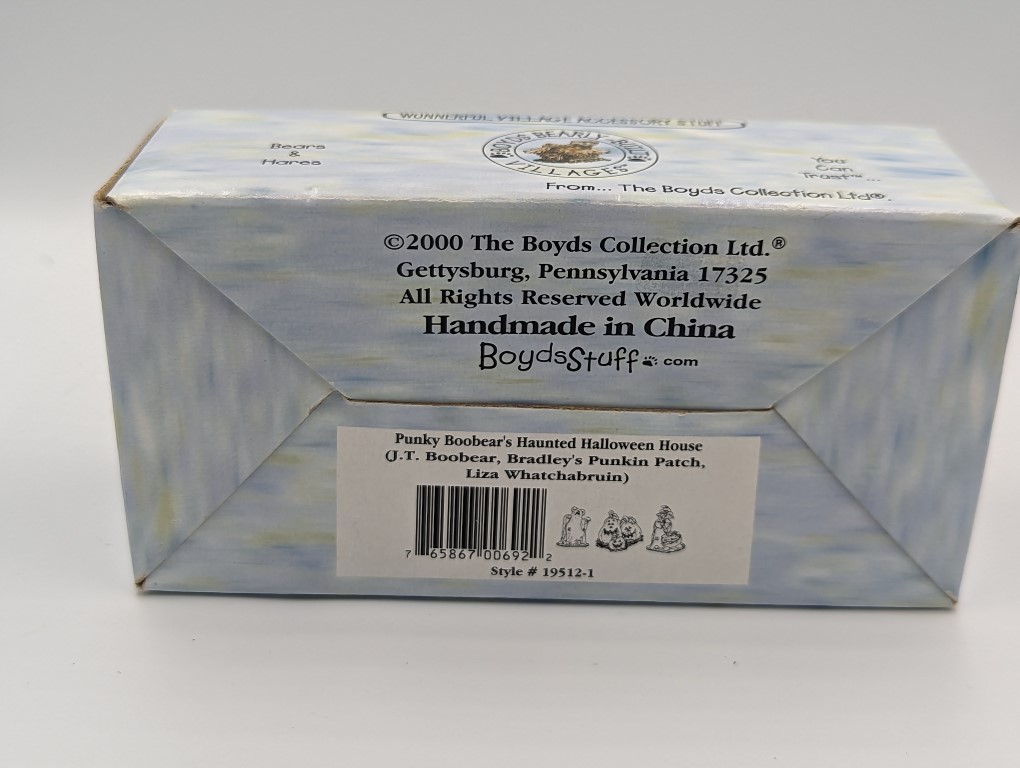 WUNNERFUL VILLAGE ACCESSORY STUFF
Bears
&
Hares
BOYDS BEARLY-BUILT
VILLAGES™
You
Can
Trust™...
From... The Boyds Collection Ltd®.
©2000 The Boyds Collection Ltd.®
Gettysburg, Pennsylvania 17325
All Rights Reserved Worldwide
Handmade in China
BoydsStuff.com
Punky Boobear's Haunted Halloween House
(J.T. Boobear, Bradley's Punkin Patch,
Liza Whatchabruin)
7 65867 00692 2
Style # 19512-1